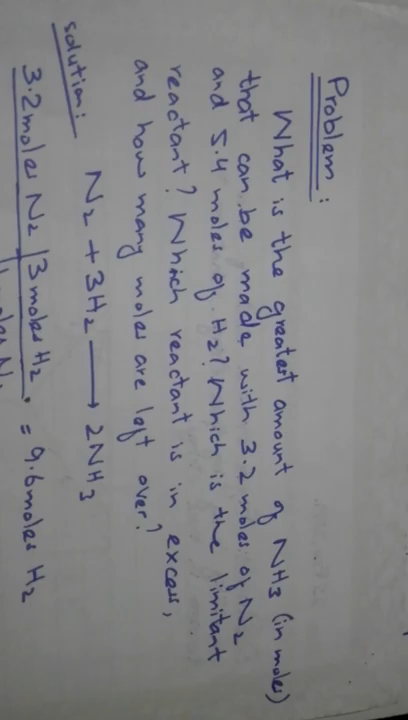 Problem:
What is the greatest amount of NH3 (in moles)
that can be made with 3.2 moles of N2
and 5.4 moles of H2? Which is the limitant
reactant? Which reactant is in excess,
and how many moles are left over?
Solution:
N2 + 3H2 → 2NH3
3.2 moles N2 | 3 moles H2 = 9.6 moles H2